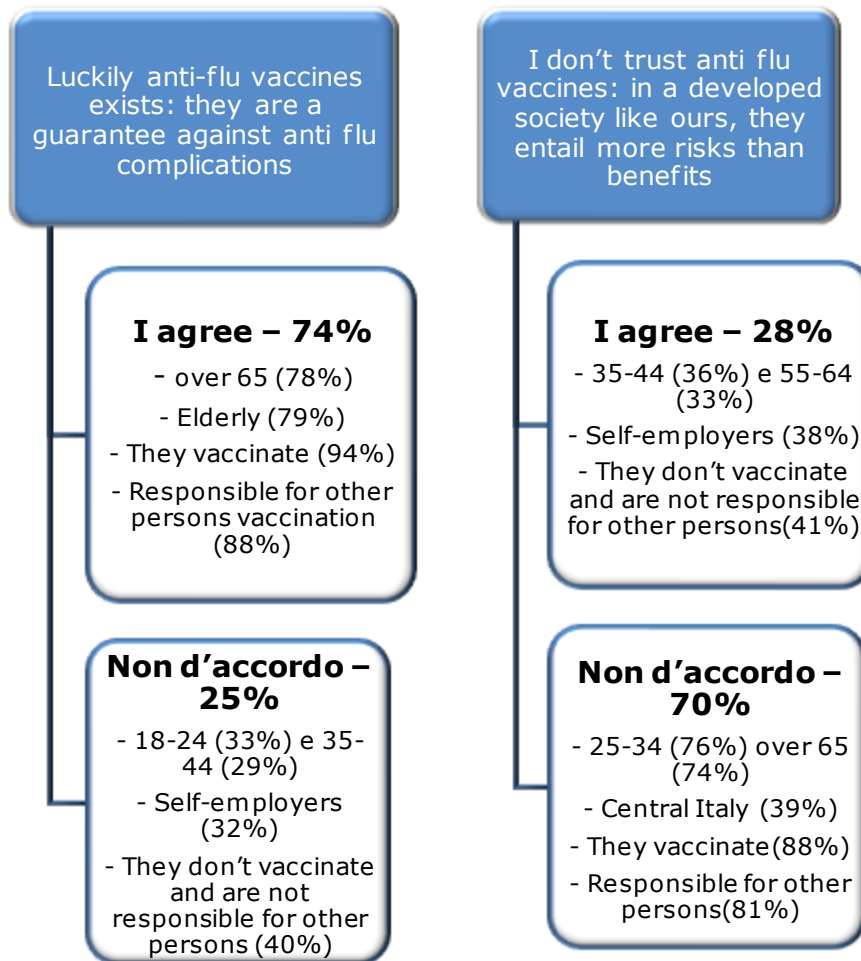 Luckily anti-flu vaccines
exists: they are a
guarantee against anti flu
complications
I agree – 74%
- over 65 (78%)
- Elderly (79%)
- They vaccinate (94%)
- Responsible for other
persons vaccination
(88%)
Non d’accordo –
25%
- 18-24 (33%) e 35-
44 (29%)
- Self-employers
(32%)
- They don’t vaccinate
and are not
responsible for other
persons (40%)
I don’t trust anti flu
vaccines: in a developed
society like ours, they
entail more risks than
benefits
I agree – 28%
- 35-44 (36%) e 55-64
(33%)
- Self-employers (38%)
- They don’t vaccinate
and are not responsible
for other persons(41%)
Non d’accordo –
70%
- 25-34 (76%) over 65
(74%)
- Central Italy (39%)
- They vaccinate(88%)
- Responsible for other
persons(81%)